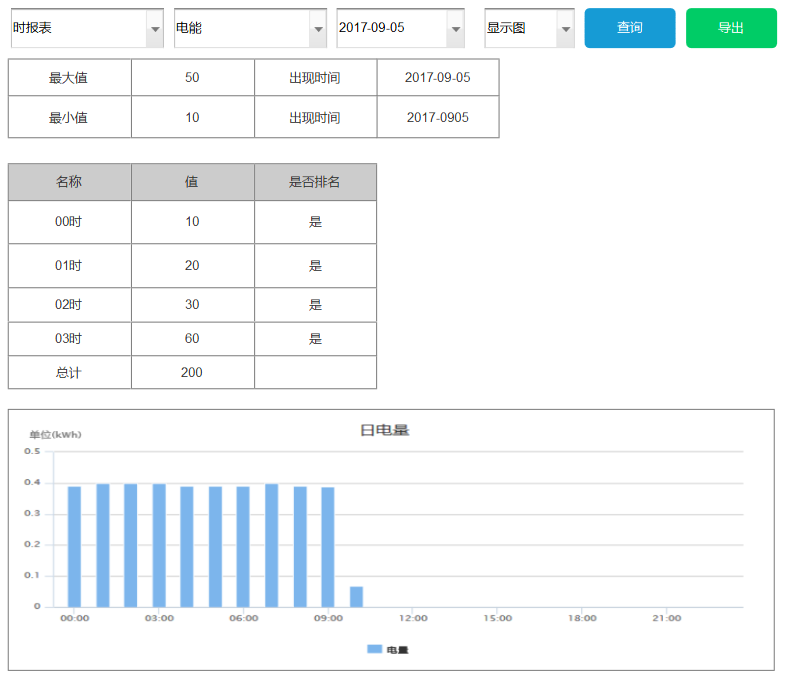 时报表 电能 2017-09-05 显示图 查询 导出
最大值 50 出现时间 2017-09-05
最小值 10 出现时间 2017-0905
名称 值 是否排名
00时 10 是
01时 20 是
02时 30 是
03时 60 是
总计 200
日电量
单位(kWh)
0.5
0.4
0.3
0.2
0.1
0
00:00 03:00 06:00 09:00 12:00 15:00 18:00 21:00
电量